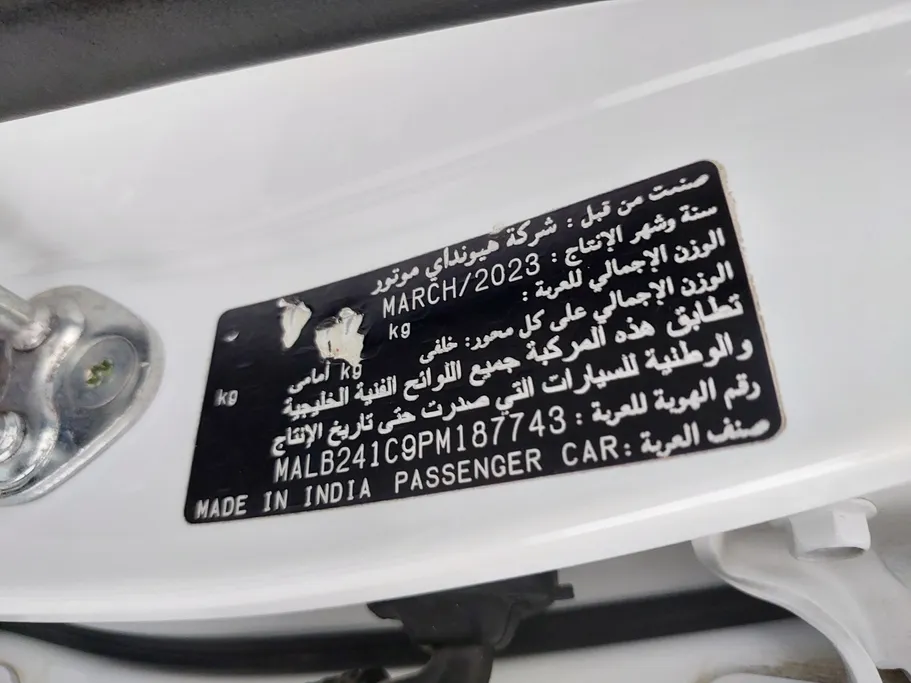 صنعت من قبل : شركة هيونداي موتور
سنة وشهر الإنتاج : MARCH/2023
الوزن الإجمالي للعربة : kg
الوزن الإجمالي على كل محور: خلفي kg أمامي kg
تطابق هذه المركبة جميع اللوائح الفنية الخليجية
و الوطنية للسيارات التي صدرت حتى تاريخ الإنتاج
رقم الهوية للعربة : MALB241C9PM187743
صنف العربة : PASSENGER CAR MADE IN INDIA